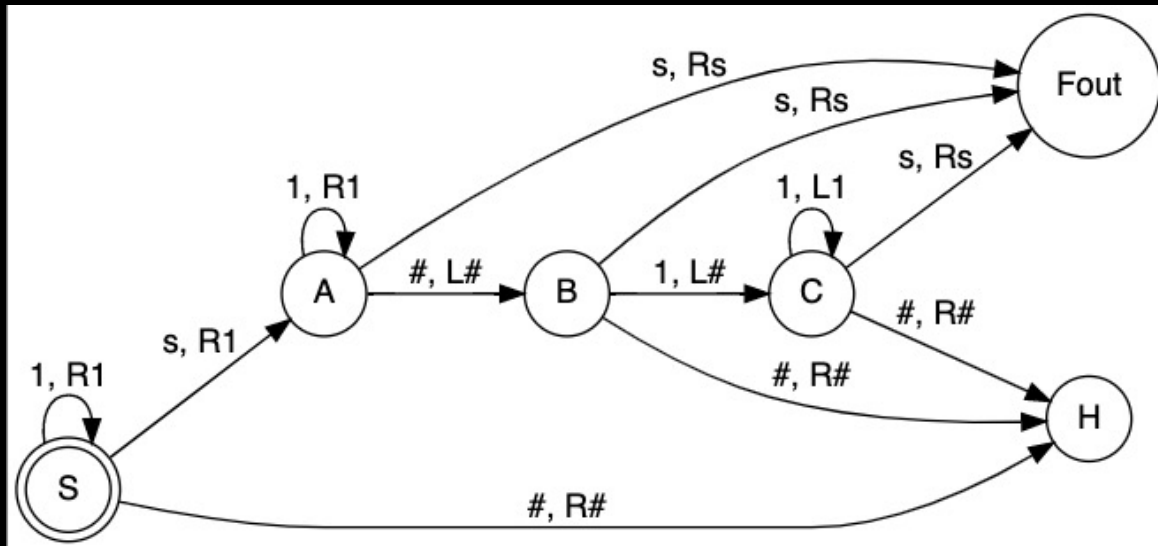 s, Rs
Fout
s, Rs
s, Rs
1, R1
1, L1
A
#, L#
B
1, L#
C
#, R#
s, R1
#, R#
1, R1
H
S
#, R#